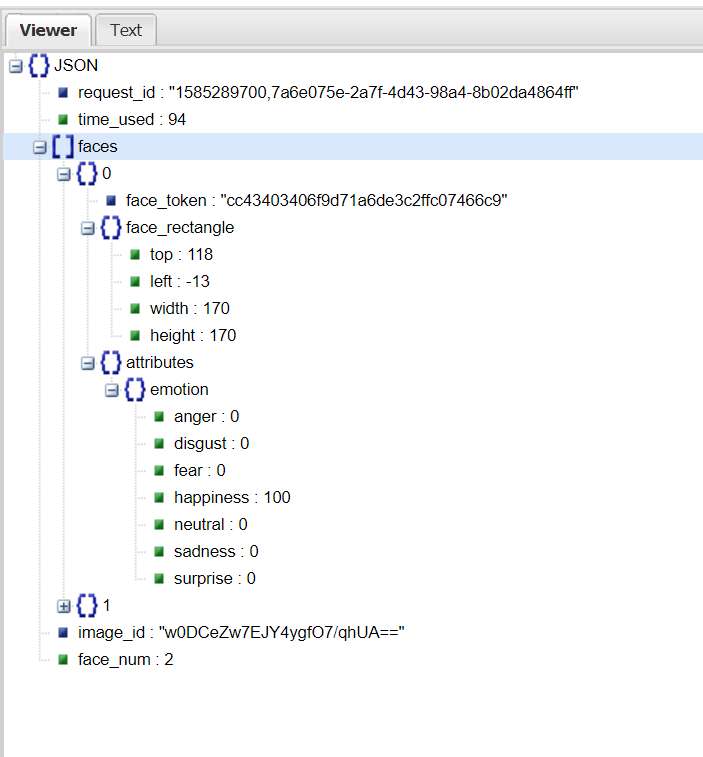 Viewer Text
JSON
request_id : "1585289700,7a6e075e-2a7f-4d43-98a4-8b02da4864ff"
time_used : 94
faces
0
face_token : "cc43403406f9d71a6de3c2ffc07466c9"
face_rectangle
top : 118
left : -13
width : 170
height : 170
attributes
emotion
anger : 0
disgust : 0
fear : 0
happiness : 100
neutral : 0
sadness : 0
surprise : 0
1
image_id : "w0DCeZw7EJY4ygfO7/qhUA=="
face_num : 2